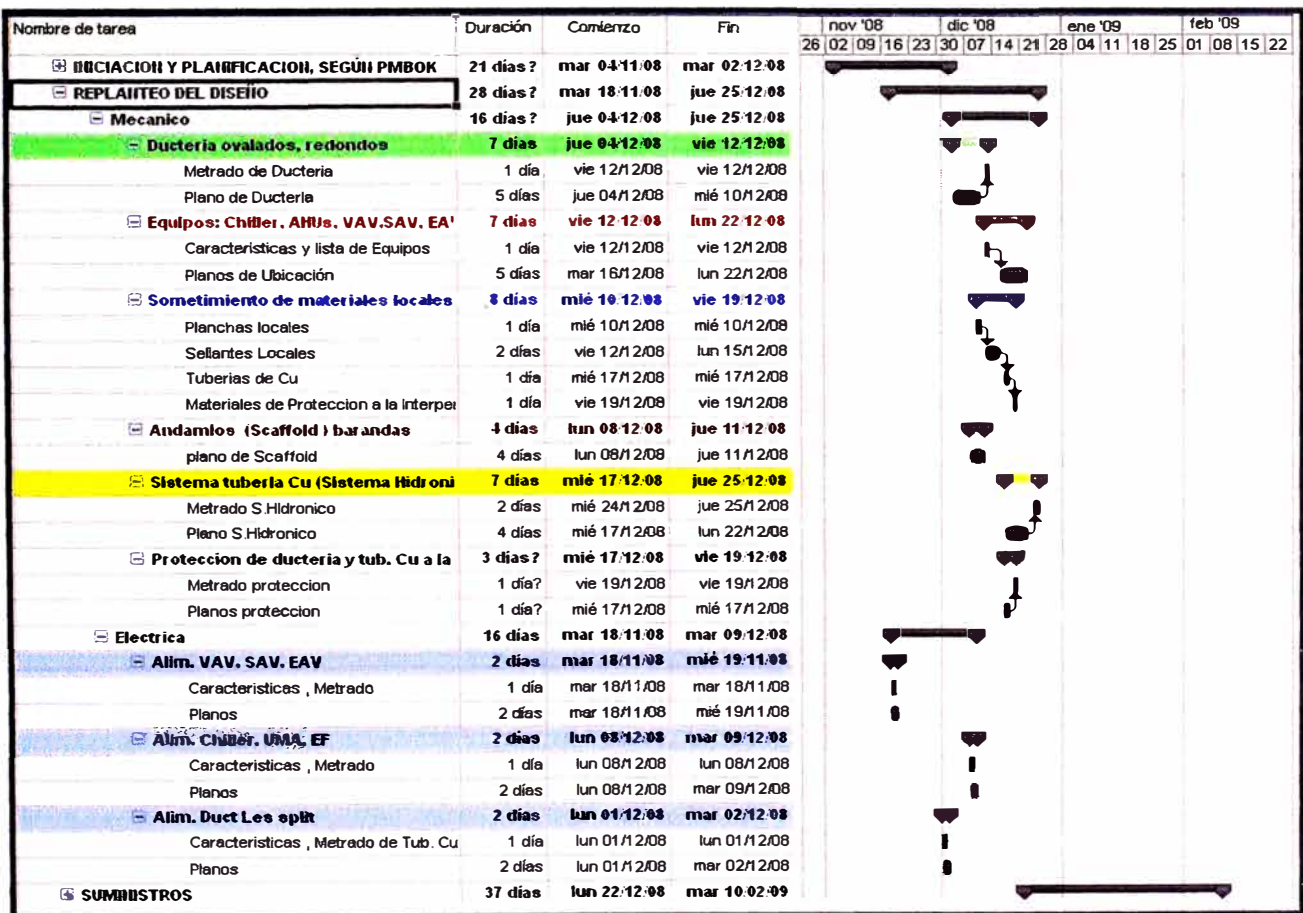 Nombre de tarea Duración Comienzo Fin nov '08 dic '08 ene '09 feb '09
26 02 09 16 23 30 07 14 21 28 04 11 18 25 01 08 15 22
INICIACION Y PLANIFICACION, SEGÚN PMBOK 21 días? mar 04/11/08 mar 02/12/08
REPLANTEO DEL DISEÑO 28 días? mar 18/11/08 jue 25/12/08
Mecanico 16 días? jue 04/12/08 jue 25/12/08
Ducteria ovalados, redondos 7 días jue 04/12/08 vie 12/12/08
Metrado de Ducteria 1 día vie 12/12/08 vie 12/12/08
Plano de Ducteria 5 días jue 04/12/08 mié 10/12/08
Equipos: Chiller, AHUs, VAV,SAV, EA' 7 días vie 12/12/08 lun 22/12/08
Caracteristicas y lista de Equipos 1 día vie 12/12/08 vie 12/12/08
Planos de Ubicación 5 días mar 16/12/08 lun 22/12/08
Sometimiento de materiales locales 8 días mié 10/12/08 vie 19/12/08
Planchas locales 1 día mié 10/12/08 mié 10/12/08
Sellantes Locales 2 días vie 12/12/08 lun 15/12/08
Tuberias de Cu 1 día mié 17/12/08 mié 17/12/08
Materiales de Proteccion a la Interper 1 día vie 19/12/08 vie 19/12/08
Andamios (Scaffold ) barandas 4 días lun 08/12/08 jue 11/12/08
plano de Scaffold 4 días lun 08/12/08 jue 11/12/08
Sistema tuberia Cu (Sistema Hidroni 7 días mié 17/12/08 jue 25/12/08
Metrado S.Hidronico 2 días mié 24/12/08 jue 25/12/08
Plano S.Hidronico 4 días mié 17/12/08 lun 22/12/08
Proteccion de ducteria y tub. Cu a la 3 días? mié 17/12/08 vie 19/12/08
Metrado proteccion 1 día? vie 19/12/08 vie 19/12/08
Planos proteccion 1 día? mié 17/12/08 mié 17/12/08
Electrica 16 días mar 18/11/08 mar 09/12/08
Alim. VAV, SAV, EAV 2 días mar 18/11/08 mié 19/11/08
Caracteristicas , Metrado 1 día mar 18/11/08 mar 18/11/08
Planos 2 días mar 18/11/08 mié 19/11/08
Alim. Chiller, UMA, EF 2 días lun 08/12/08 mar 09/12/08
Caracteristicas , Metrado 1 día lun 08/12/08 lun 08/12/08
Planos 2 días lun 08/12/08 mar 09/12/08
Alim. Duct Les split 2 días lun 01/12/08 mar 02/12/08
Caracteristicas , Metrado de Tub. Cu 1 día lun 01/12/08 lun 01/12/08
Planos 2 días lun 01/12/08 mar 02/12/08
SUMINISTROS 37 días lun 22/12/08 mar 10/02/09